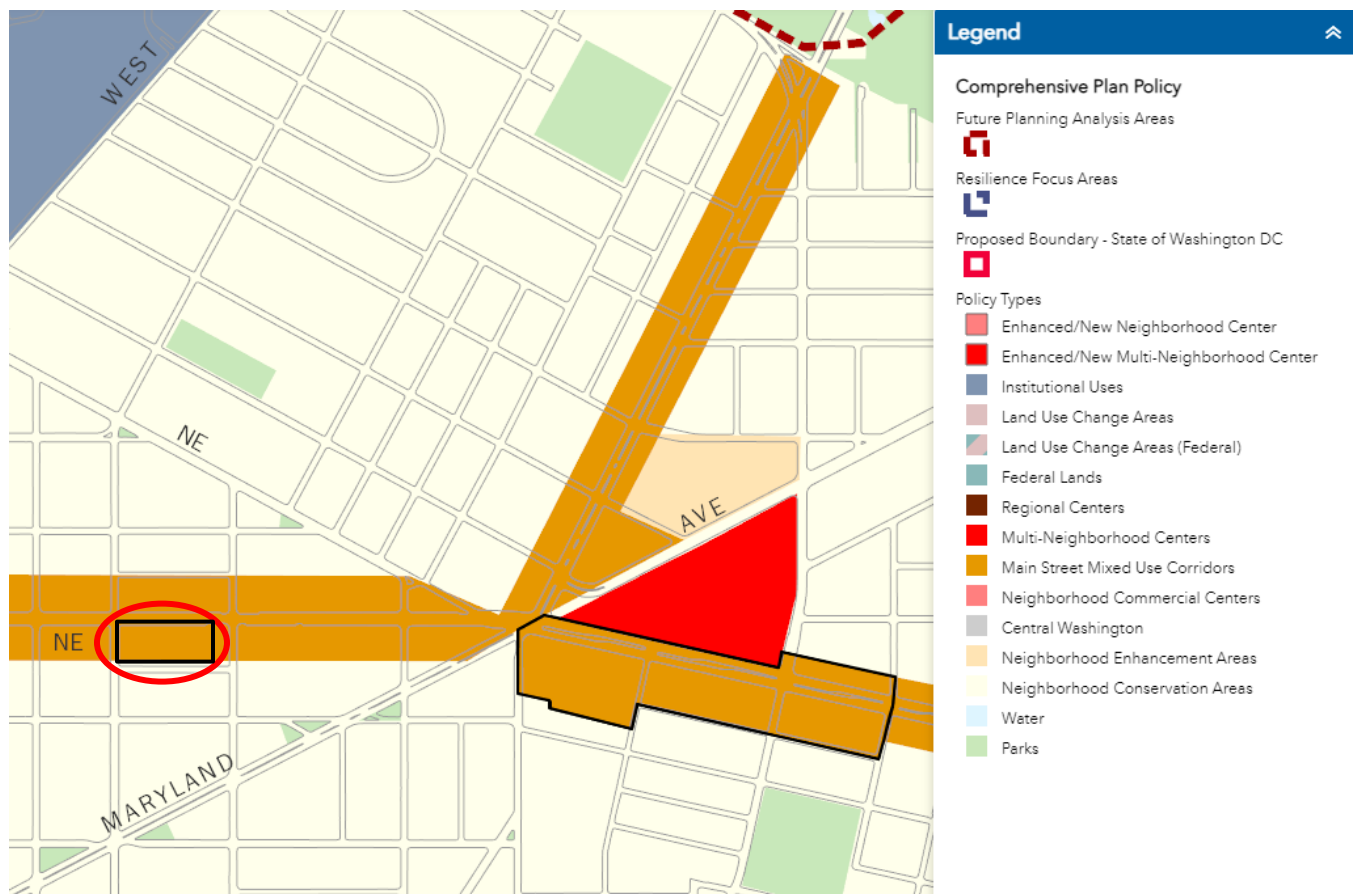 WEST
NE
AVE
NE
MARYLAND
Legend
Comprehensive Plan Policy
Future Planning Analysis Areas
Resilience Focus Areas
Proposed Boundary - State of Washington DC
Policy Types
Enhanced/New Neighborhood Center
Enhanced/New Multi-Neighborhood Center
Institutional Uses
Land Use Change Areas
Land Use Change Areas (Federal)
Federal Lands
Regional Centers
Multi-Neighborhood Centers
Main Street Mixed Use Corridors
Neighborhood Commercial Centers
Central Washington
Neighborhood Enhancement Areas
Neighborhood Conservation Areas
Water
Parks